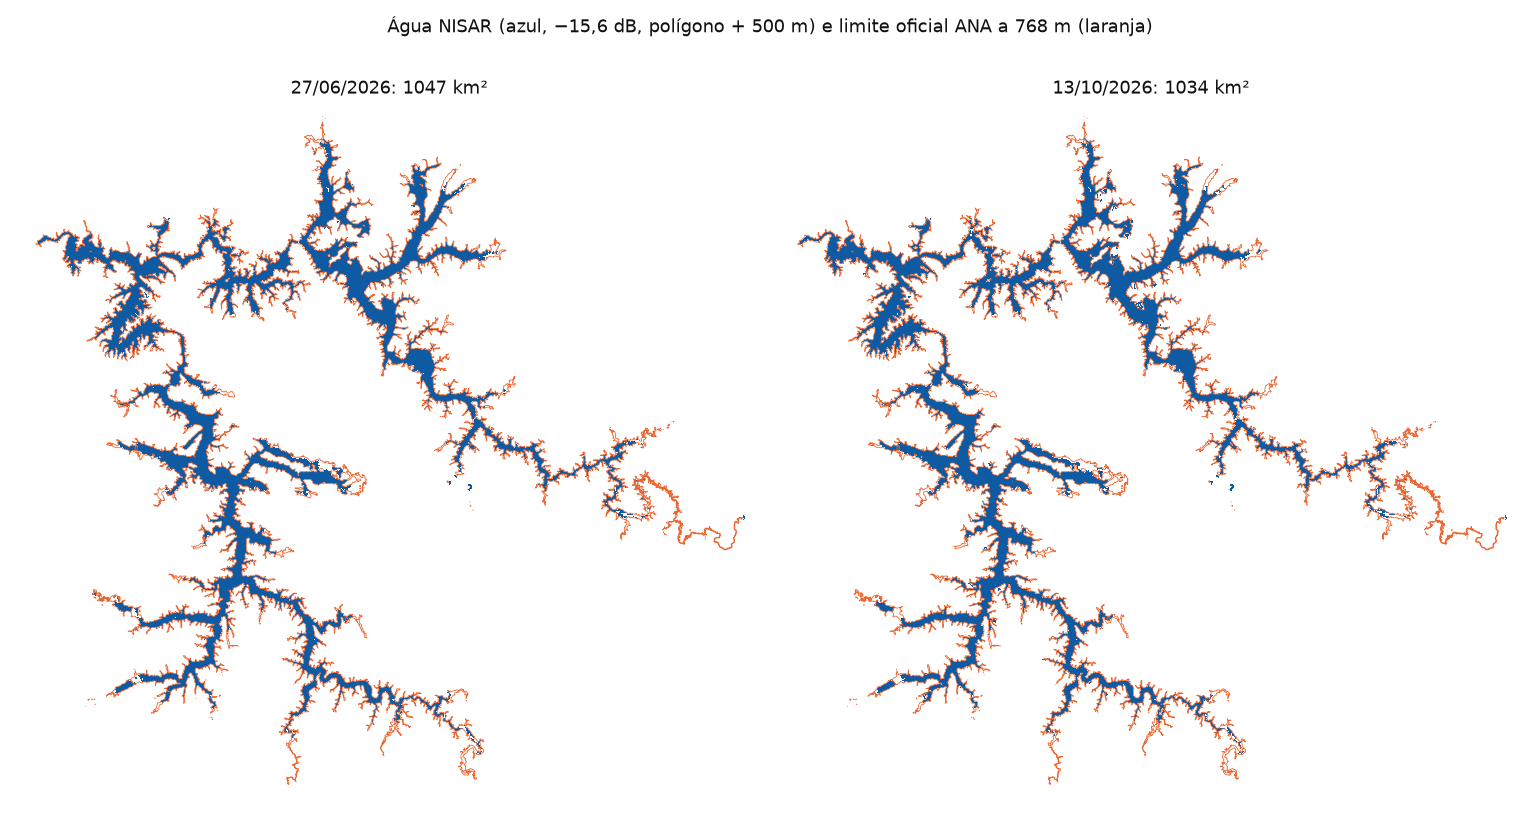 Água NISAR (azul, −15,6 dB, polígono + 500 m) e limite oficial ANA a 768 m (laranja)
27/06/2026: 1047 km²
13/10/2026: 1034 km²